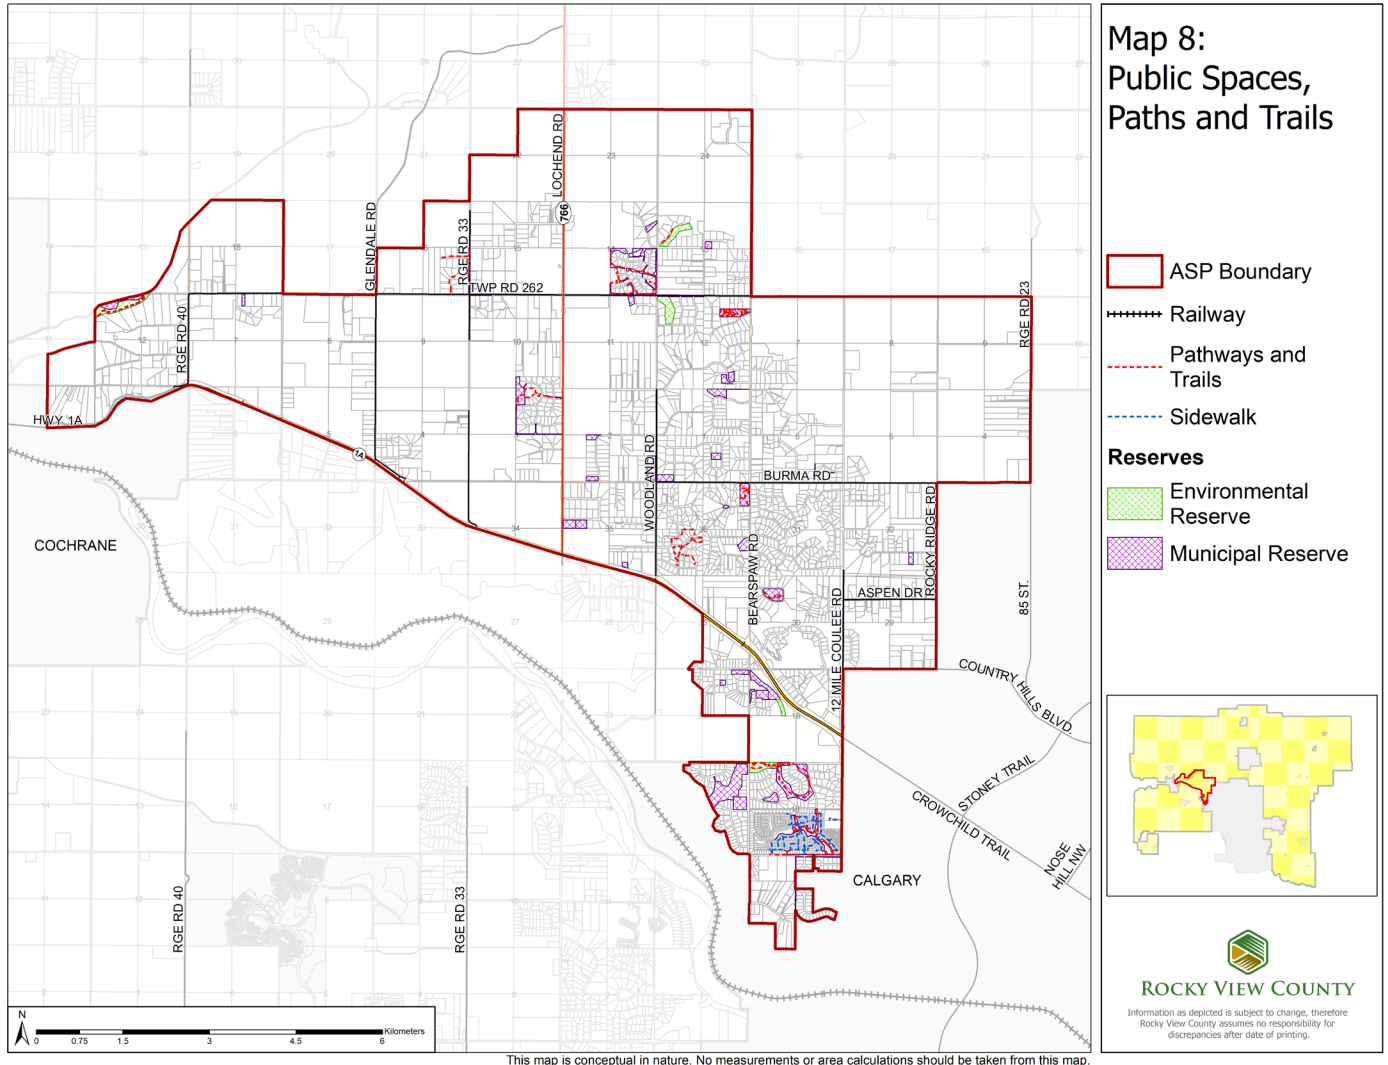 Map 8:
Public Spaces,
Paths and Trails
ASP Boundary
Railway
Pathways and
Trails
Sidewalk
Reserves
Environmental
Reserve
Municipal Reserve
LOCHEND RD
766
GLENDALE RD
RGE RD 33
TWP RD 262
RGE RD 23
RGE RD 40
HWY 1A
1A
WOODLAND RD
BURMA RD
ROCKY RIDGE RD
COCHRANE
BEARSPAW RD
ASPEN DR
12 MILE COULEE RD
85 ST.
COUNTRY HILLS BLVD.
STONEY TRAIL
CROWCHILD TRAIL
NOSE
HILL NW
CALGARY
RGE RD 40
RGE RD 33
N
0 0.75 1.5 3 4.5 6
Kilometers
ROCKY VIEW COUNTY
Information as depicted is subject to change, therefore
Rocky View County assumes no responsibility for
discrepancies after date of printing.
This map is conceptual in nature. No measurements or area calculations should be taken from this map.